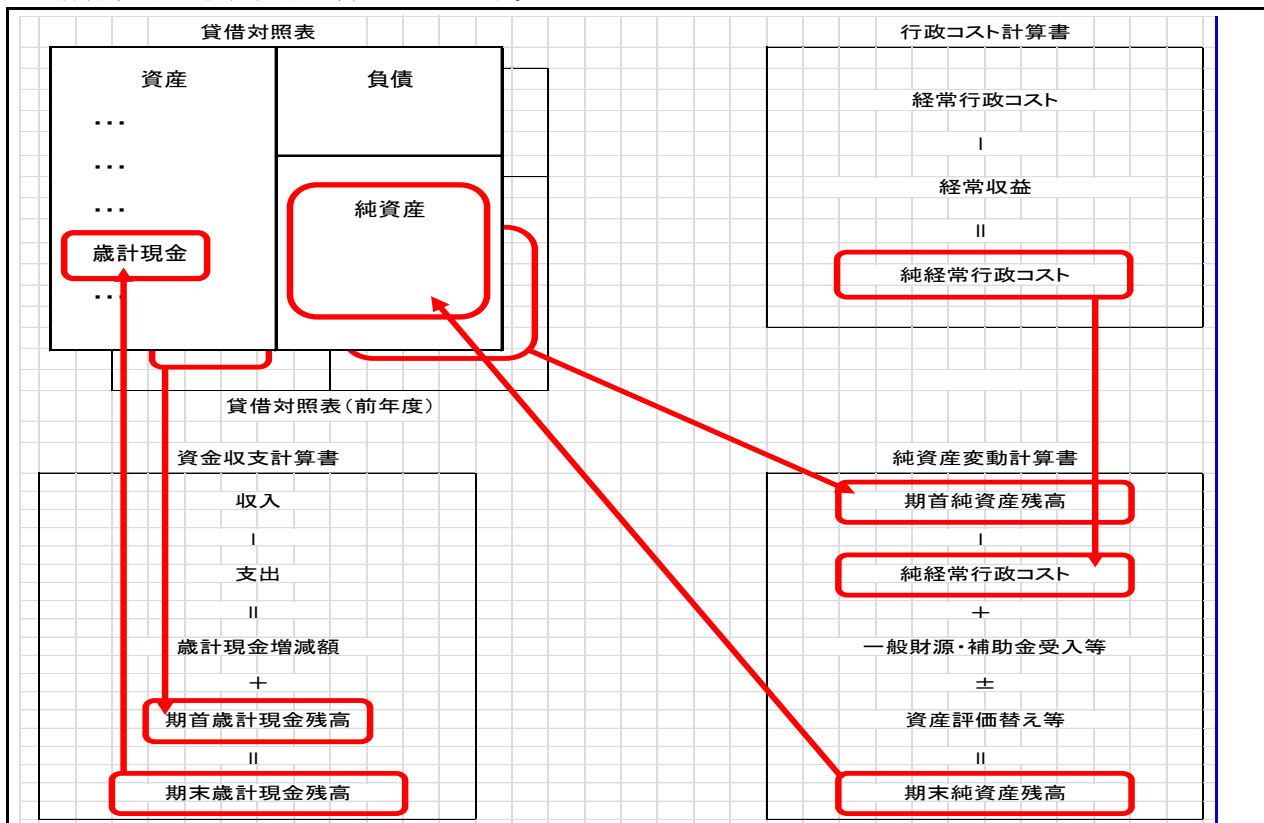 貸借対照表
資産
負債
…
…
…
純資産
歳計現金
…
貸借対照表(前年度)
行政コスト計算書
経常行政コスト
−
経常収益
=
純経常行政コスト
資金収支計算書
収入
−
支出
=
歳計現金増減額
+
期首歳計現金残高
=
期末歳計現金残高
純資産変動計算書
期首純資産残高
−
純経常行政コスト
+
一般財源・補助金受入等
±
資産評価替え等
=
期末純資産残高